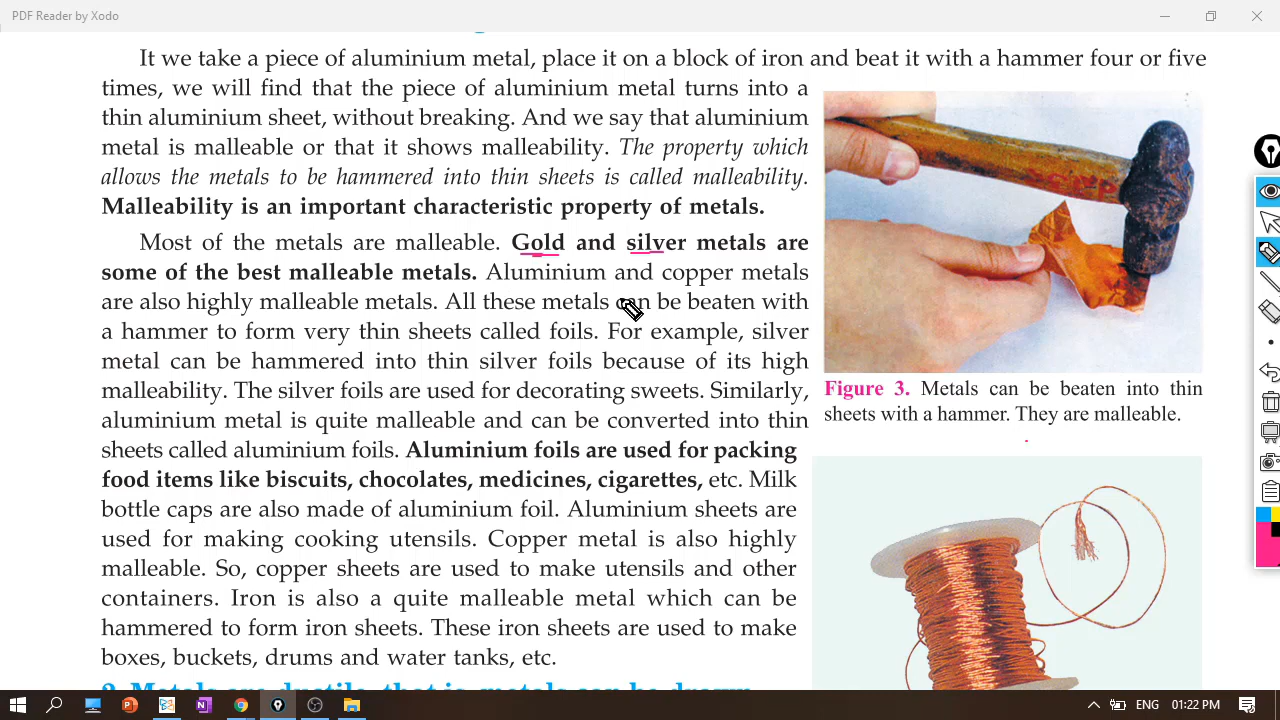 PDF Reader by Xodo
It we take a piece of aluminium metal, place it on a block of iron and beat it with a hammer four or five
times, we will find that the piece of aluminium metal turns into a
thin aluminium sheet, without breaking. And we say that aluminium
metal is malleable or that it shows malleability. The property which
allows the metals to be hammered into thin sheets is called malleability.
Malleability is an important characteristic property of metals.
Most of the metals are malleable. Gold and silver metals are
some of the best malleable metals. Aluminium and copper metals
are also highly malleable metals. All these metals can be beaten with
a hammer to form very thin sheets called foils. For example, silver
metal can be hammered into thin silver foils because of its high
malleability. The silver foils are used for decorating sweets. Similarly,
aluminium metal is quite malleable and can be converted into thin
sheets called aluminium foils. Aluminium foils are used for packing
food items like biscuits, chocolates, medicines, cigarettes, etc. Milk
bottle caps are also made of aluminium foil. Aluminium sheets are
used for making cooking utensils. Copper metal is also highly
malleable. So, copper sheets are used to make utensils and other
containers. Iron is also a quite malleable metal which can be
hammered to form iron sheets. These iron sheets are used to make
boxes, buckets, drums and water tanks, etc.
Figure 3. Metals can be beaten into thin
sheets with a hammer. They are malleable.
2. Metals are ductile, that is, metals can be drawn
ENG 01:22 PM